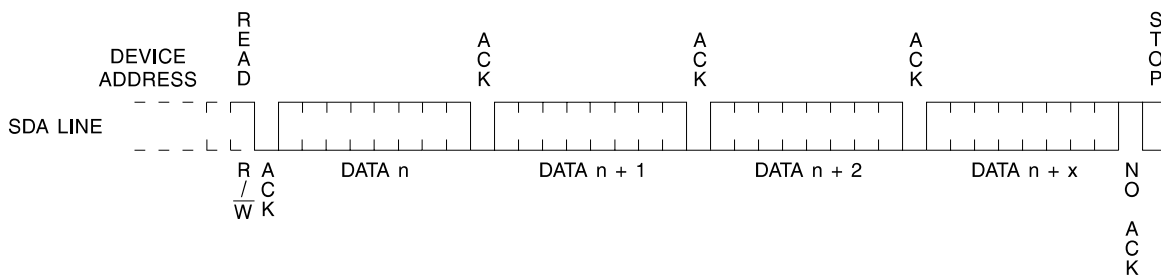 READ
ACK
ACK
ACK
STOP
DEVICE
ADDRESS
SDA LINE
R/W
ACK
DATA n
DATA n + 1
DATA n + 2
DATA n + x
NO ACK